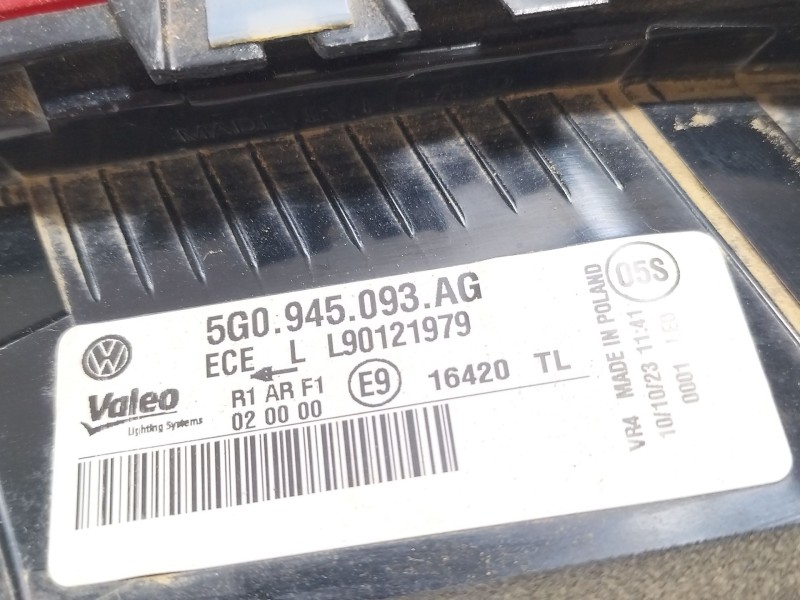 5G0.945.093.AG
ECE L L90121979
Valeo
Lighting Systems
R1 AR F1
02 00 00
E9
16420 TL
05S
VR4 MADE IN POLAND
10/10/23 11:41
0001 LED